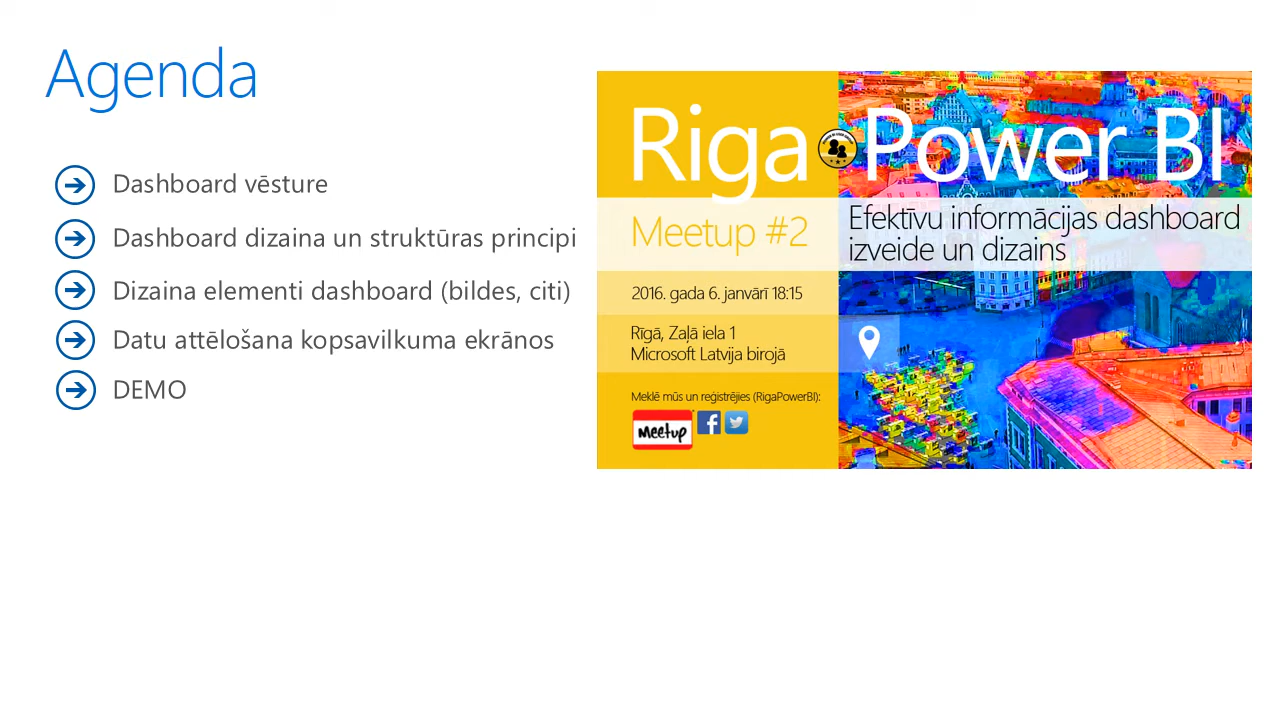 Agenda
Dashboard vēsture
Dashboard dizaina un struktūras principi
Dizaina elementi dashboard (bildes, citi)
Datu attēlošana kopsavilkuma ekrānos
DEMO
Riga Power BI
Meetup #2
Efektīvu informācijas dashboard
izveide un dizains
2016. gada 6. janvārī 18:15
Rīgā, Zaļā iela 1
Microsoft Latvija birojā
Meklē mūs un reģistrējies (RigaPowerBI):
Meetup